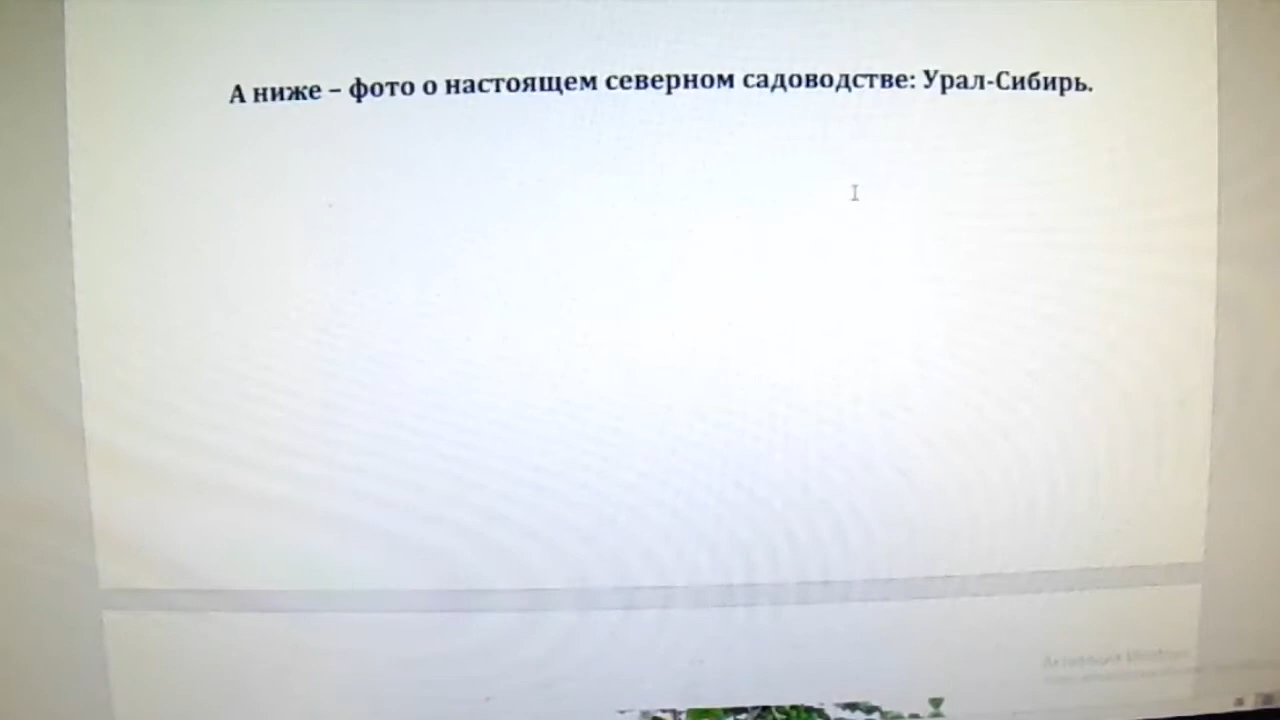 А ниже – фото о настоящем северном садоводстве: Урал-Сибирь.